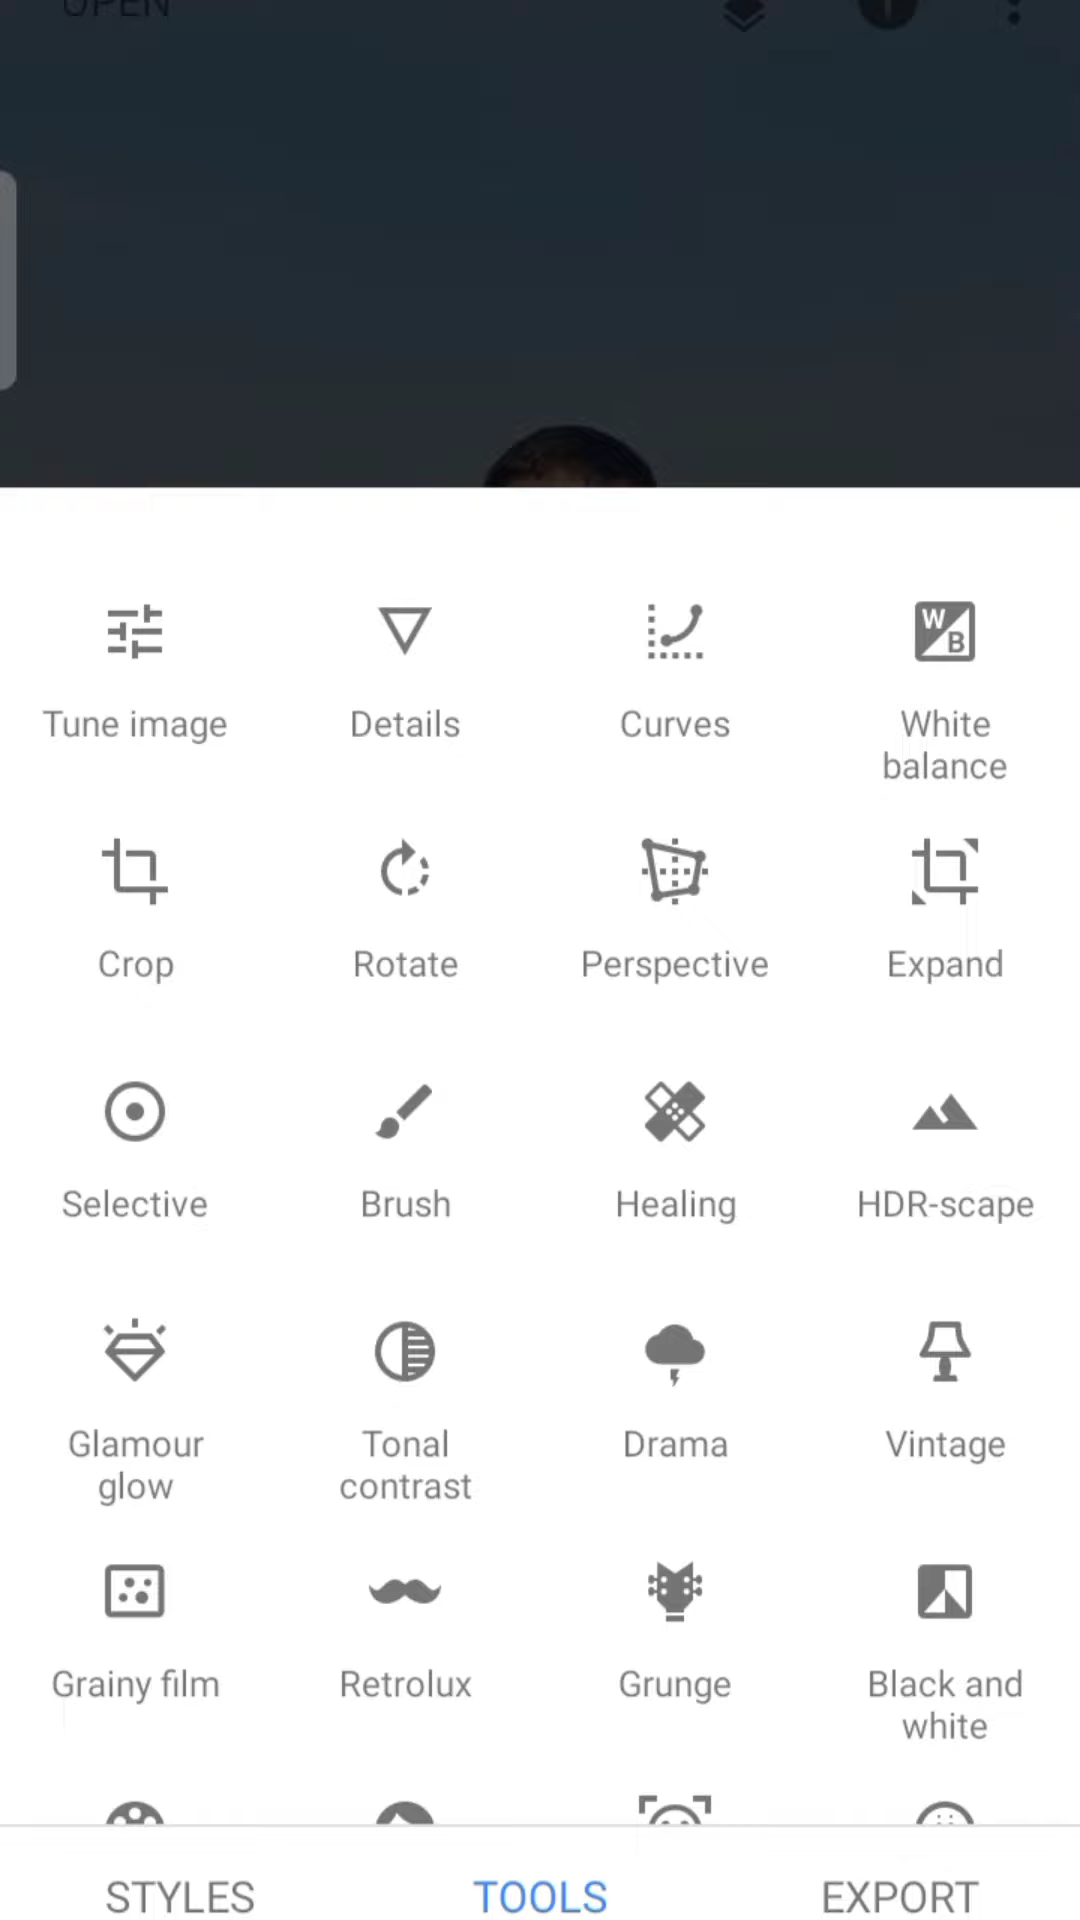 OPEN
Tune image
Details
Curves
W
B
White
balance
Crop
Rotate
Perspective
Expand
Selective
Brush
Healing
HDR-scape
Glamour
glow
Tonal
contrast
Drama
Vintage
Grainy film
Retrolux
Grunge
Black and
white
STYLES
TOOLS
EXPORT